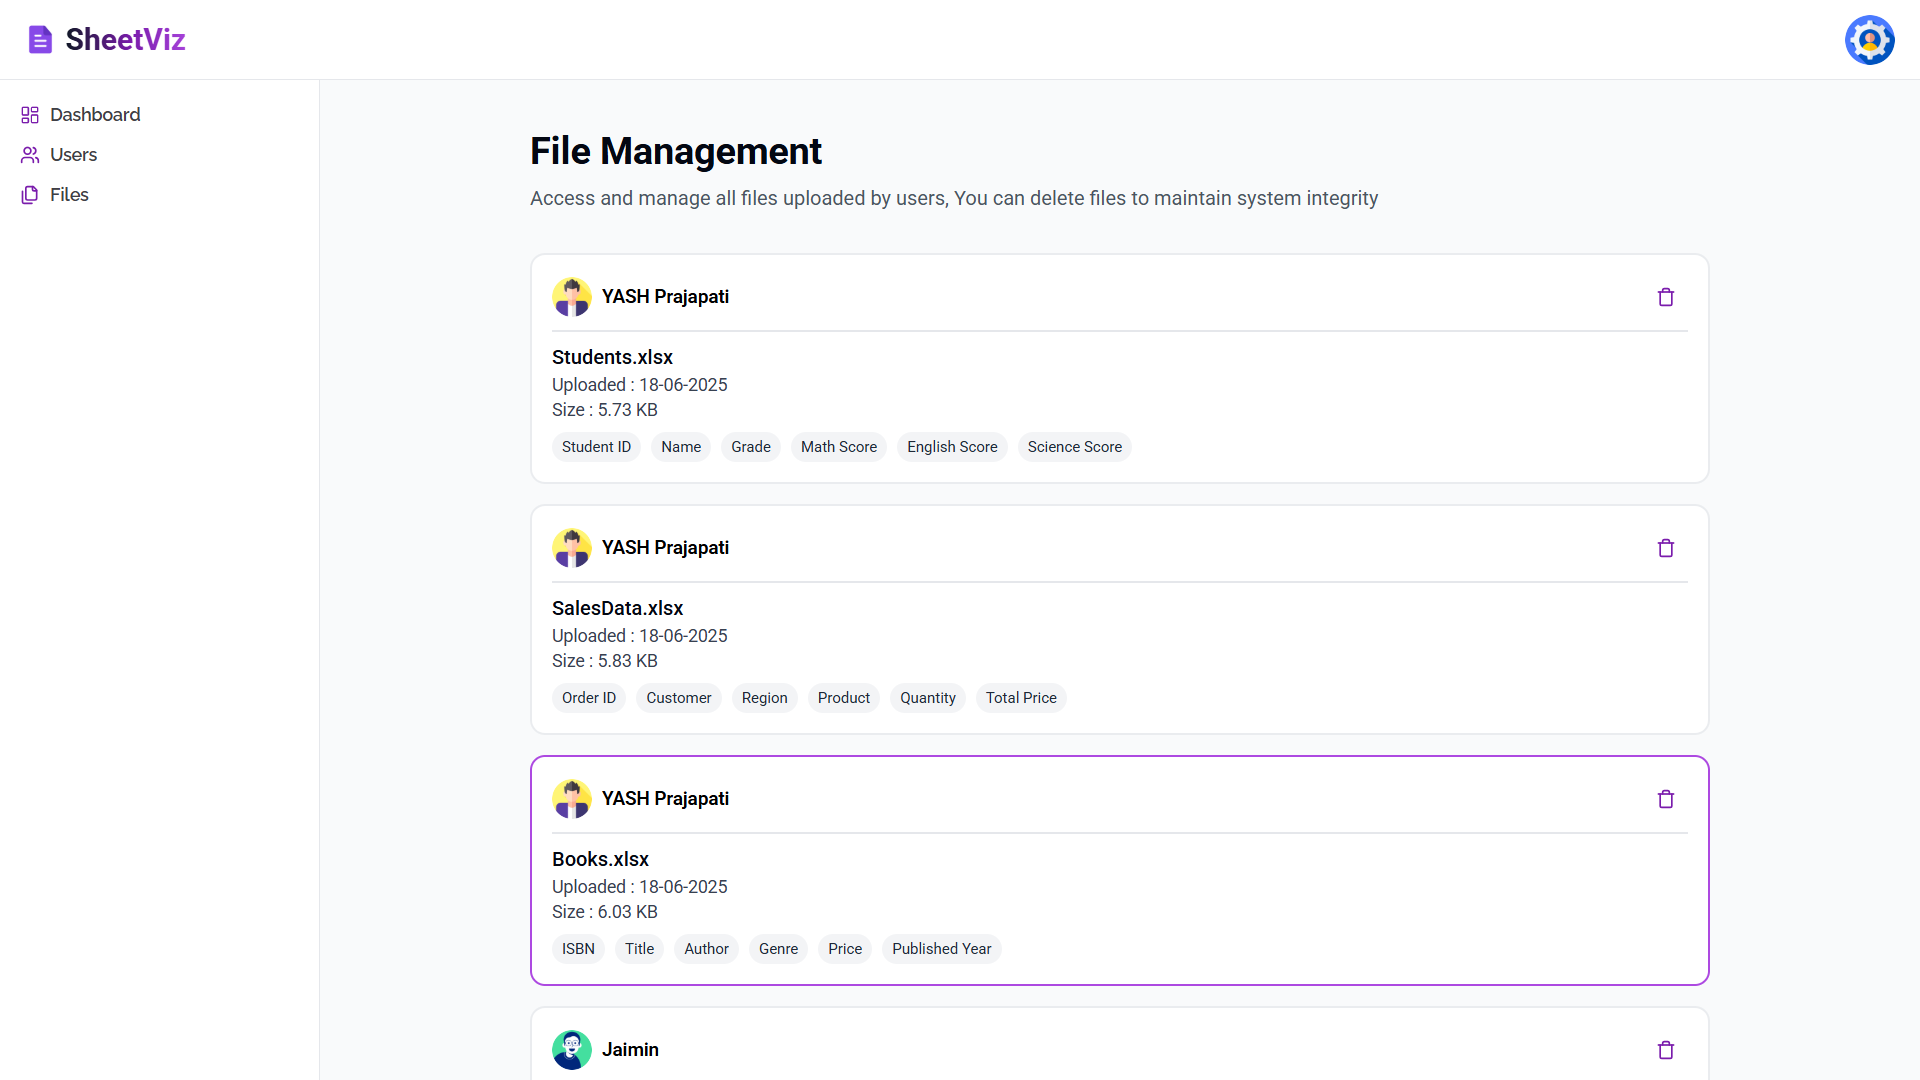 SheetViz
Dashboard
Users
Files
File Management
Access and manage all files uploaded by users, You can delete files to maintain system integrity
YASH Prajapati
Students.xlsx
Uploaded : 18-06-2025
Size : 5.73 KB
Student ID Name Grade Math Score English Score Science Score
YASH Prajapati
SalesData.xlsx
Uploaded : 18-06-2025
Size : 5.83 KB
Order ID Customer Region Product Quantity Total Price
YASH Prajapati
Books.xlsx
Uploaded : 18-06-2025
Size : 6.03 KB
ISBN Title Author Genre Price Published Year
Jaimin